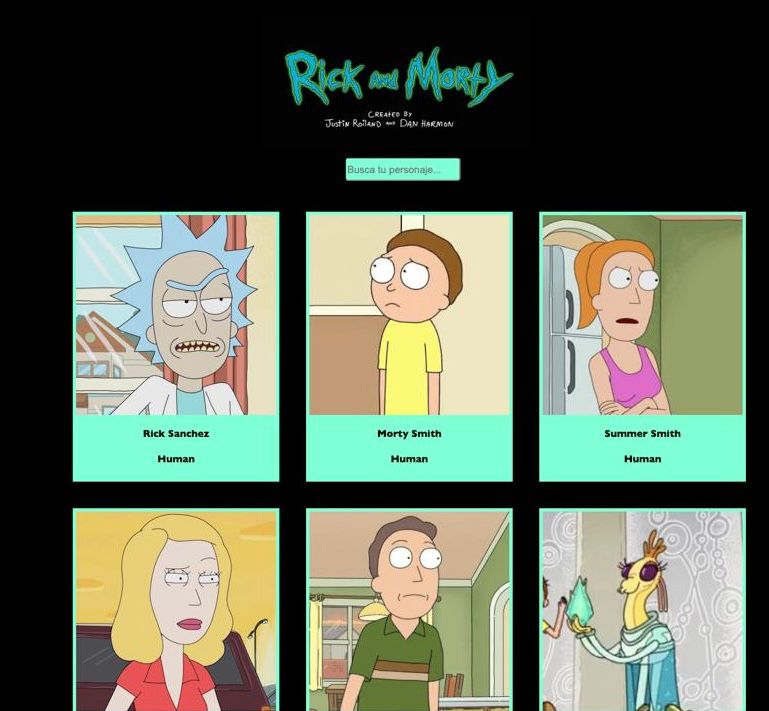 Rick and Morty
CREATED BY
JUSTIN ROILAND AND DAN HARMON
Busca tu personaje...
Rick Sanchez
Human
Morty Smith
Human
Summer Smith
Human